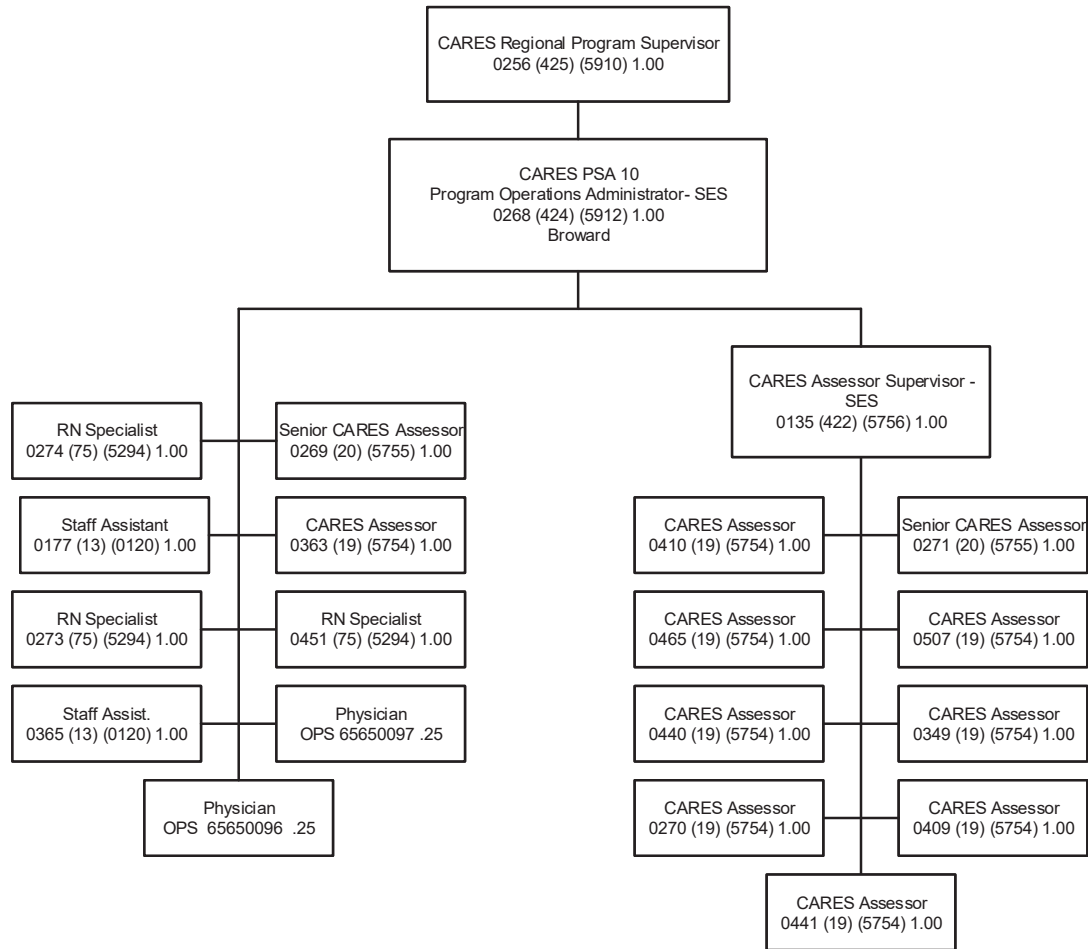 CARES Regional Program Supervisor
0256 (425) (5910) 1.00
CARES PSA 10
Program Operations Administrator- SES
0268 (424) (5912) 1.00
Broward
CARES Assessor Supervisor -
SES
0135 (422) (5756) 1.00
RN Specialist
0274 (75) (5294) 1.00
Senior CARES Assessor
0269 (20) (5755) 1.00
Staff Assistant
0177 (13) (0120) 1.00
CARES Assessor
0363 (19) (5754) 1.00
RN Specialist
0273 (75) (5294) 1.00
RN Specialist
0451 (75) (5294) 1.00
Staff Assist.
0365 (13) (0120) 1.00
Physician
OPS 65650097 .25
Physician
OPS 65650096 .25
CARES Assessor
0410 (19) (5754) 1.00
Senior CARES Assessor
0271 (20) (5755) 1.00
CARES Assessor
0465 (19) (5754) 1.00
CARES Assessor
0507 (19) (5754) 1.00
CARES Assessor
0440 (19) (5754) 1.00
CARES Assessor
0349 (19) (5754) 1.00
CARES Assessor
0270 (19) (5754) 1.00
CARES Assessor
0409 (19) (5754) 1.00
CARES Assessor
0441 (19) (5754) 1.00